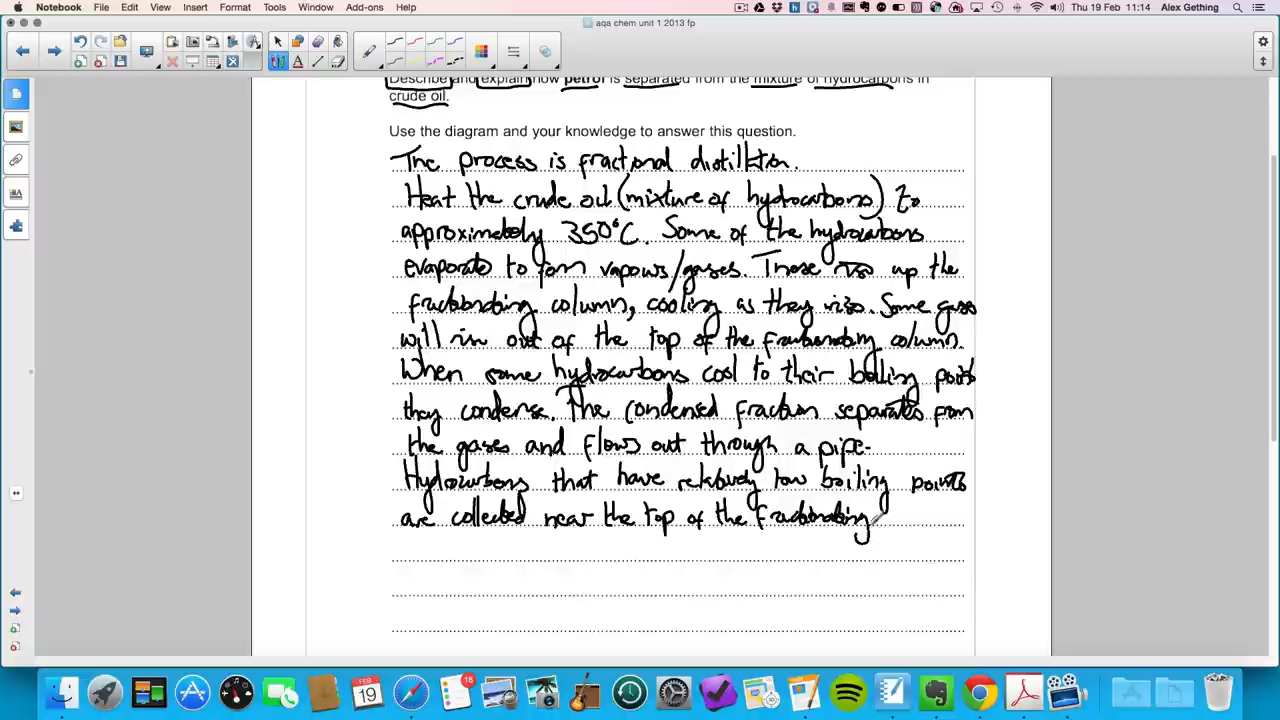 Notebook File Edit View Insert Format Tools Window Add-ons Help Thu 19 Feb 11:14 Alex Gething
aqa chem unit 1 2013 fp
Describe and explain how petrol is separated from the mixture of hydrocarbons in
crude oil.
Use the diagram and your knowledge to answer this question.
The process is fractional distillation.
Heat the crude oil (mixture of hydrocarbons) to
approximately 350°C. Some of the hydrocarbons
evaporate to form vapours/gases. These rise up the
fractionating column, cooling as they rise. Some gases
will rise out of the top of the fractionating column.
When some hydrocarbons cool to their boiling points
they condense. The condensed fraction separates from
the gases and flows out through a pipe.
Hydrocarbons that have relatively low boiling points
are collected near the top of the fractionating
FEB
19
18